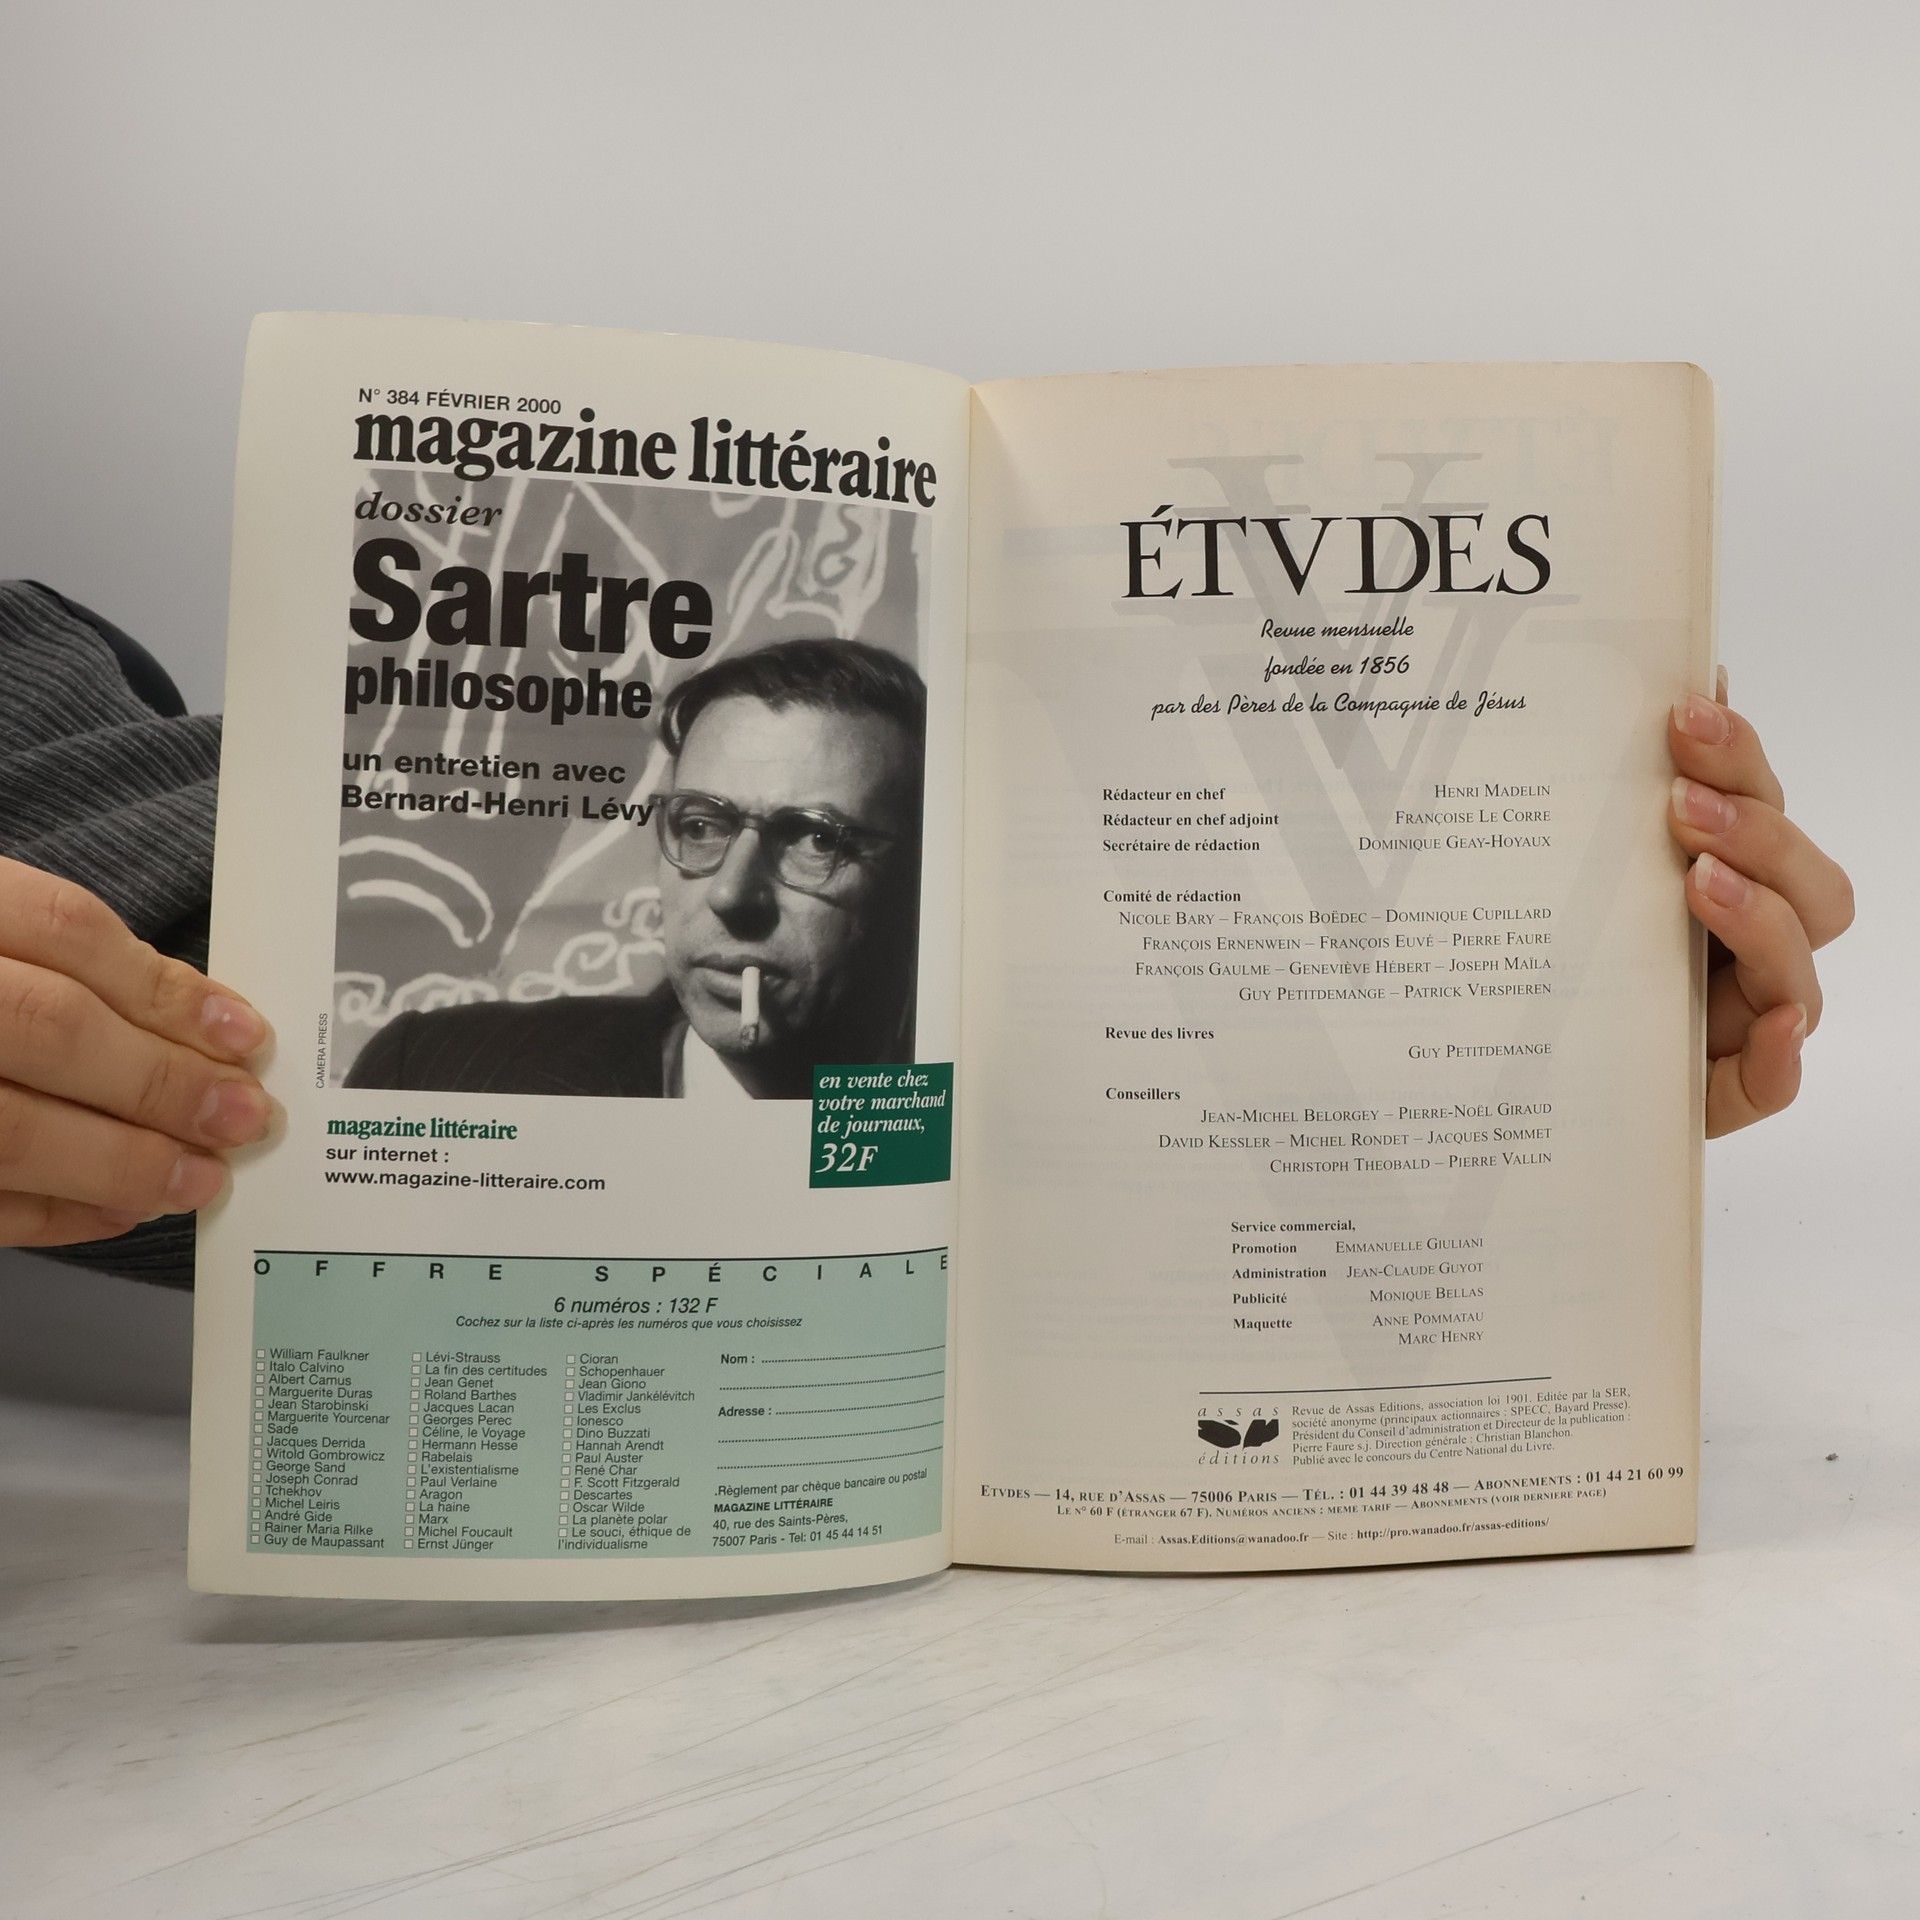 N° 384 FÉVRIER 2000
magazine littéraire
dossier
Sartre
philosophe
un entretien avec
Bernard-Henri Lévy
CAMERA PRESS
en vente chez
votre marchand
de journaux,
32F
magazine littéraire
sur internet :
www.magazine-litteraire.com
OFFRE SPÉCIALE
6 numéros : 132 F
Cochez sur la liste ci-après les numéros que vous choisissez
William Faulkner
Italo Calvino
Albert Camus
Marguerite Duras
Jean Starobinski
Marguerite Yourcenar
Sade
Jacques Derrida
Witold Gombrowicz
George Sand
Joseph Conrad
Tchekhov
Michel Leiris
André Gide
Rainer Maria Rilke
Guy de Maupassant
Lévi-Strauss
La fin des certitudes
Jean Genet
Roland Barthes
Jacques Lacan
Georges Perec
Céline, le Voyage
Hermann Hesse
Rabelais
L'existentialisme
Paul Verlaine
Aragon
La haine
Marx
Michel Foucault
Ernst Jünger
Cioran
Schopenhauer
Jean Giono
Vladimir Jankélévitch
Les Exclus
Ionesco
Dino Buzzati
Hannah Arendt
Paul Auster
René Char
F. Scott Fitzgerald
Descartes
Oscar Wilde
La planète polar
Le souci, éthique de
l'individualisme
Nom :
Adresse :
.Règlement par chèque bancaire ou postal
MAGAZINE LITTÉRAIRE
40, rue des Saints-Pères,
75007 Paris - Tel: 01 45 44 14 51
ÉTVDES
Revue mensuelle
fondée en 1856
par des Pères de la Compagnie de Jésus
Rédacteur en chef HENRI MADELIN
Rédacteur en chef adjoint FRANÇOISE LE CORRE
Secrétaire de rédaction DOMINIQUE GEAY-HOYAUX
Comité de rédaction
NICOLE BARY – FRANÇOIS BOËDEC – DOMINIQUE CUPILLARD
FRANÇOIS ERNENWEIN – FRANÇOIS EUVÉ – PIERRE FAURE
FRANÇOIS GAULME – GENEVIÈVE HÉBERT – JOSEPH MAÏLA
GUY PETITDEMANGE – PATRICK VERSPIEREN
Revue des livres
GUY PETITDEMANGE
Conseillers
JEAN-MICHEL BELORGEY – PIERRE-NOËL GIRAUD
DAVID KESSLER – MICHEL RONDET – JACQUES SOMMET
CHRISTOPH THEOBALD – PIERRE VALLIN
Service commercial,
Promotion EMMANUELLE GIULIANI
Administration JEAN-CLAUDE GUYOT
Publicité MONIQUE BELLAS
Maquette ANNE POMMATAU
MARC HENRY
assas
éditions
Revue de Assas Editions, association loi 1901. Editée par la SER,
société anonyme (principaux actionnaires : SPECC, Bayard Presse).
Président du Conseil d'administration et Directeur de la publication :
Pierre Faure s.j. Direction générale : Christian Blanchon.
Publié avec le concours du Centre National du Livre.
ETVDES — 14, RUE D'ASSAS — 75006 PARIS — TÉL. : 01 44 39 48 48 — ABONNEMENTS : 01 44 21 60 99
LE N° 60 F (ÉTRANGER 67 F). NUMÉROS ANCIENS : MEME TARIF — ABONNEMENTS (VOIR DERNIERE PAGE)
E-mail : Assas.Editions@wanadoo.fr — Site : http://pro.wanadoo.fr/assas-editions/